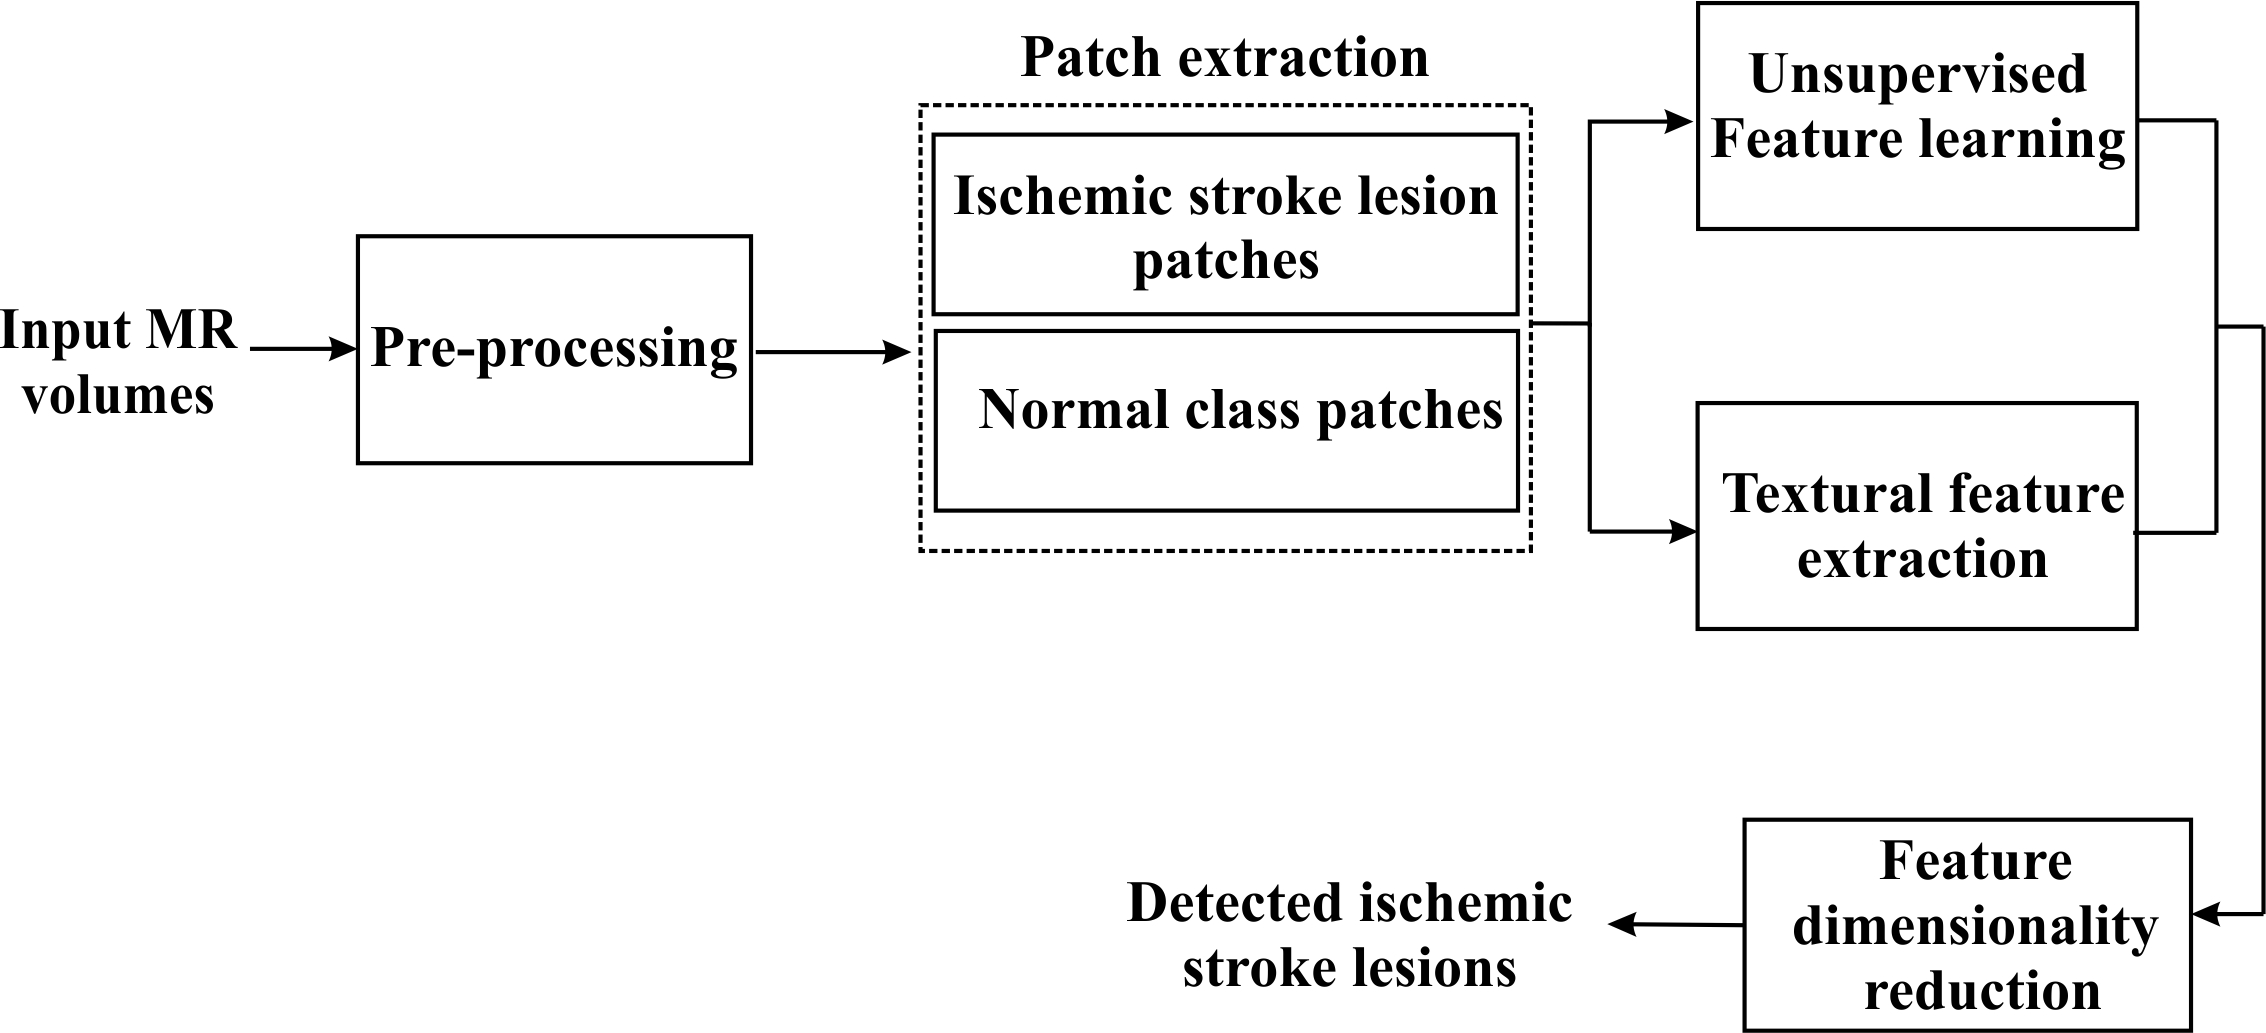 Input MR
volumes
Pre-processing
Patch extraction
Ischemic stroke lesion
patches
Normal class patches
Unsupervised
Feature learning
Textural feature
extraction
Feature
dimensionality
reduction
Detected ischemic
stroke lesions